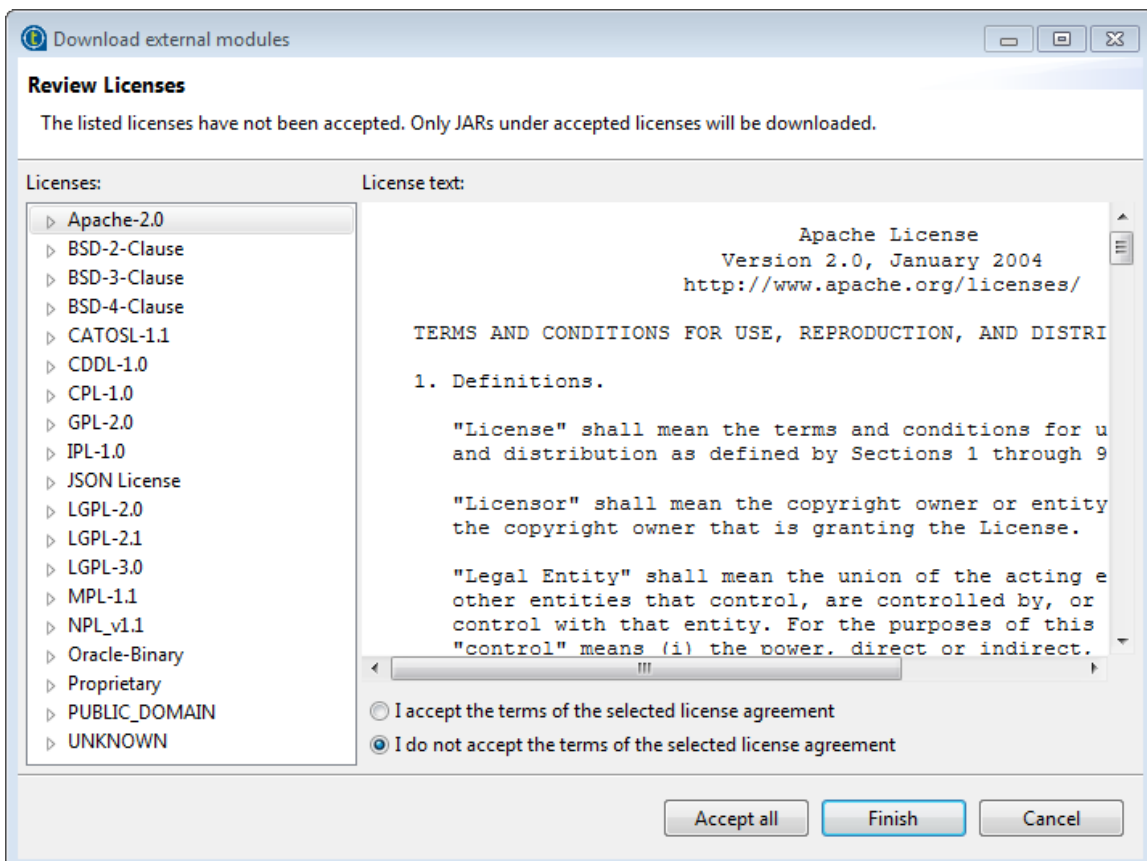 Download external modules
Review Licenses
The listed licenses have not been accepted. Only JARs under accepted licenses will be downloaded.
Licenses:
Apache-2.0
BSD-2-Clause
BSD-3-Clause
BSD-4-Clause
CATOSL-1.1
CDDL-1.0
CPL-1.0
GPL-2.0
IPL-1.0
JSON License
LGPL-2.0
LGPL-2.1
LGPL-3.0
MPL-1.1
NPL_v1.1
Oracle-Binary
Proprietary
PUBLIC_DOMAIN
UNKNOWN
License text:
Apache License
Version 2.0, January 2004
http://www.apache.org/licenses/
TERMS AND CONDITIONS FOR USE, REPRODUCTION, AND DISTRI
1. Definitions.
"License" shall mean the terms and conditions for u
and distribution as defined by Sections 1 through 9
"Licensor" shall mean the copyright owner or entity
the copyright owner that is granting the License.
"Legal Entity" shall mean the union of the acting e
other entities that control, are controlled by, or
control with that entity. For the purposes of this
"control" means (i) the power, direct or indirect,
I accept the terms of the selected license agreement
I do not accept the terms of the selected license agreement
Accept all
Finish
Cancel